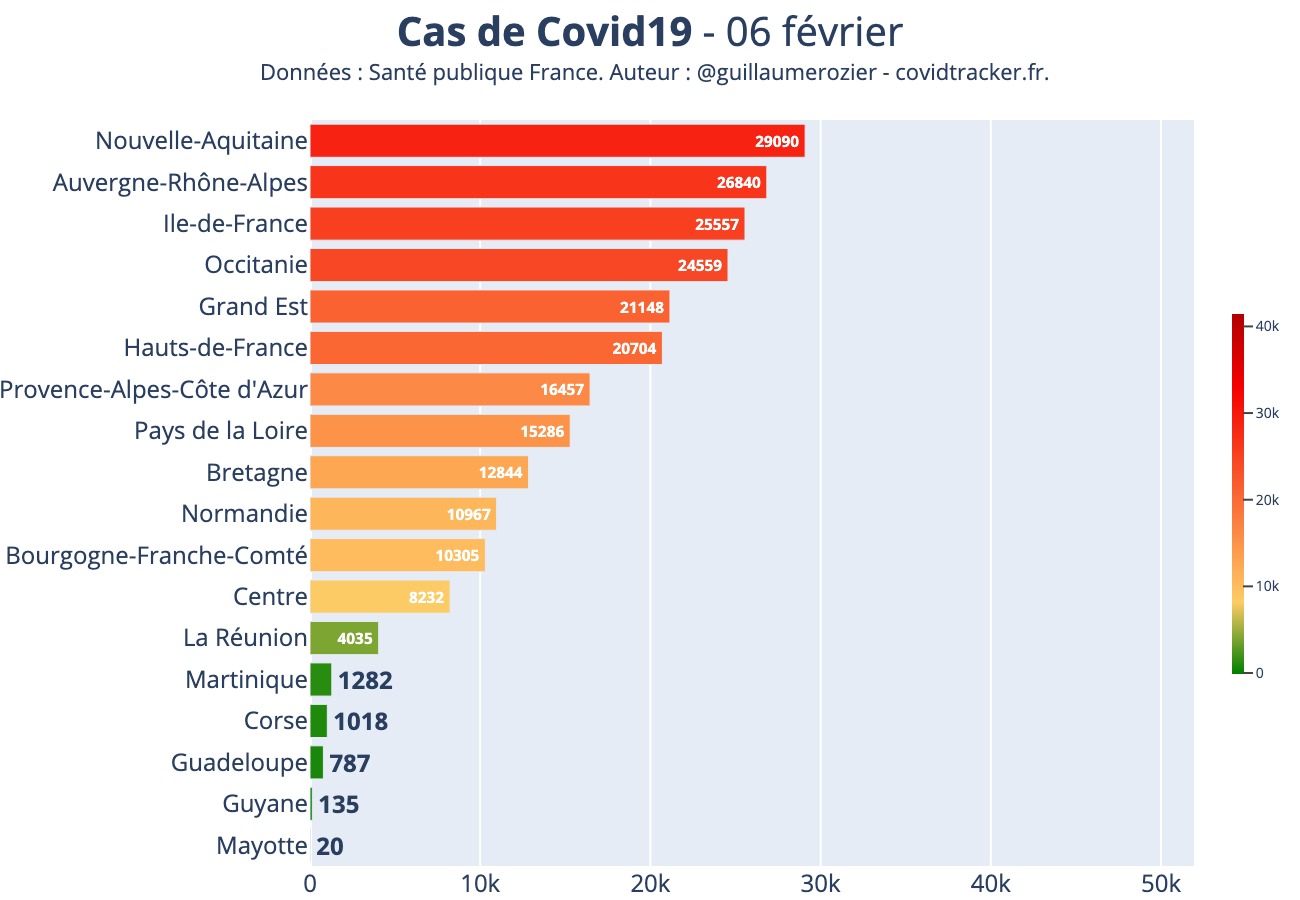 Cas de Covid19 - 06 février
Données : Santé publique France. Auteur : @guillaumerozier - covidtracker.fr.
Nouvelle-Aquitaine 29090
Auvergne-Rhône-Alpes 26840
Ile-de-France 25557
Occitanie 24559
Grand Est 21148
Hauts-de-France 20704
Provence-Alpes-Côte d'Azur 16457
Pays de la Loire 15286
Bretagne 12844
Normandie 10967
Bourgogne-Franche-Comté 10305
Centre 8232
La Réunion 4035
Martinique 1282
Corse 1018
Guadeloupe 787
Guyane 135
Mayotte 20
0 10k 20k 30k 40k 50k
40k
30k
20k
10k
0